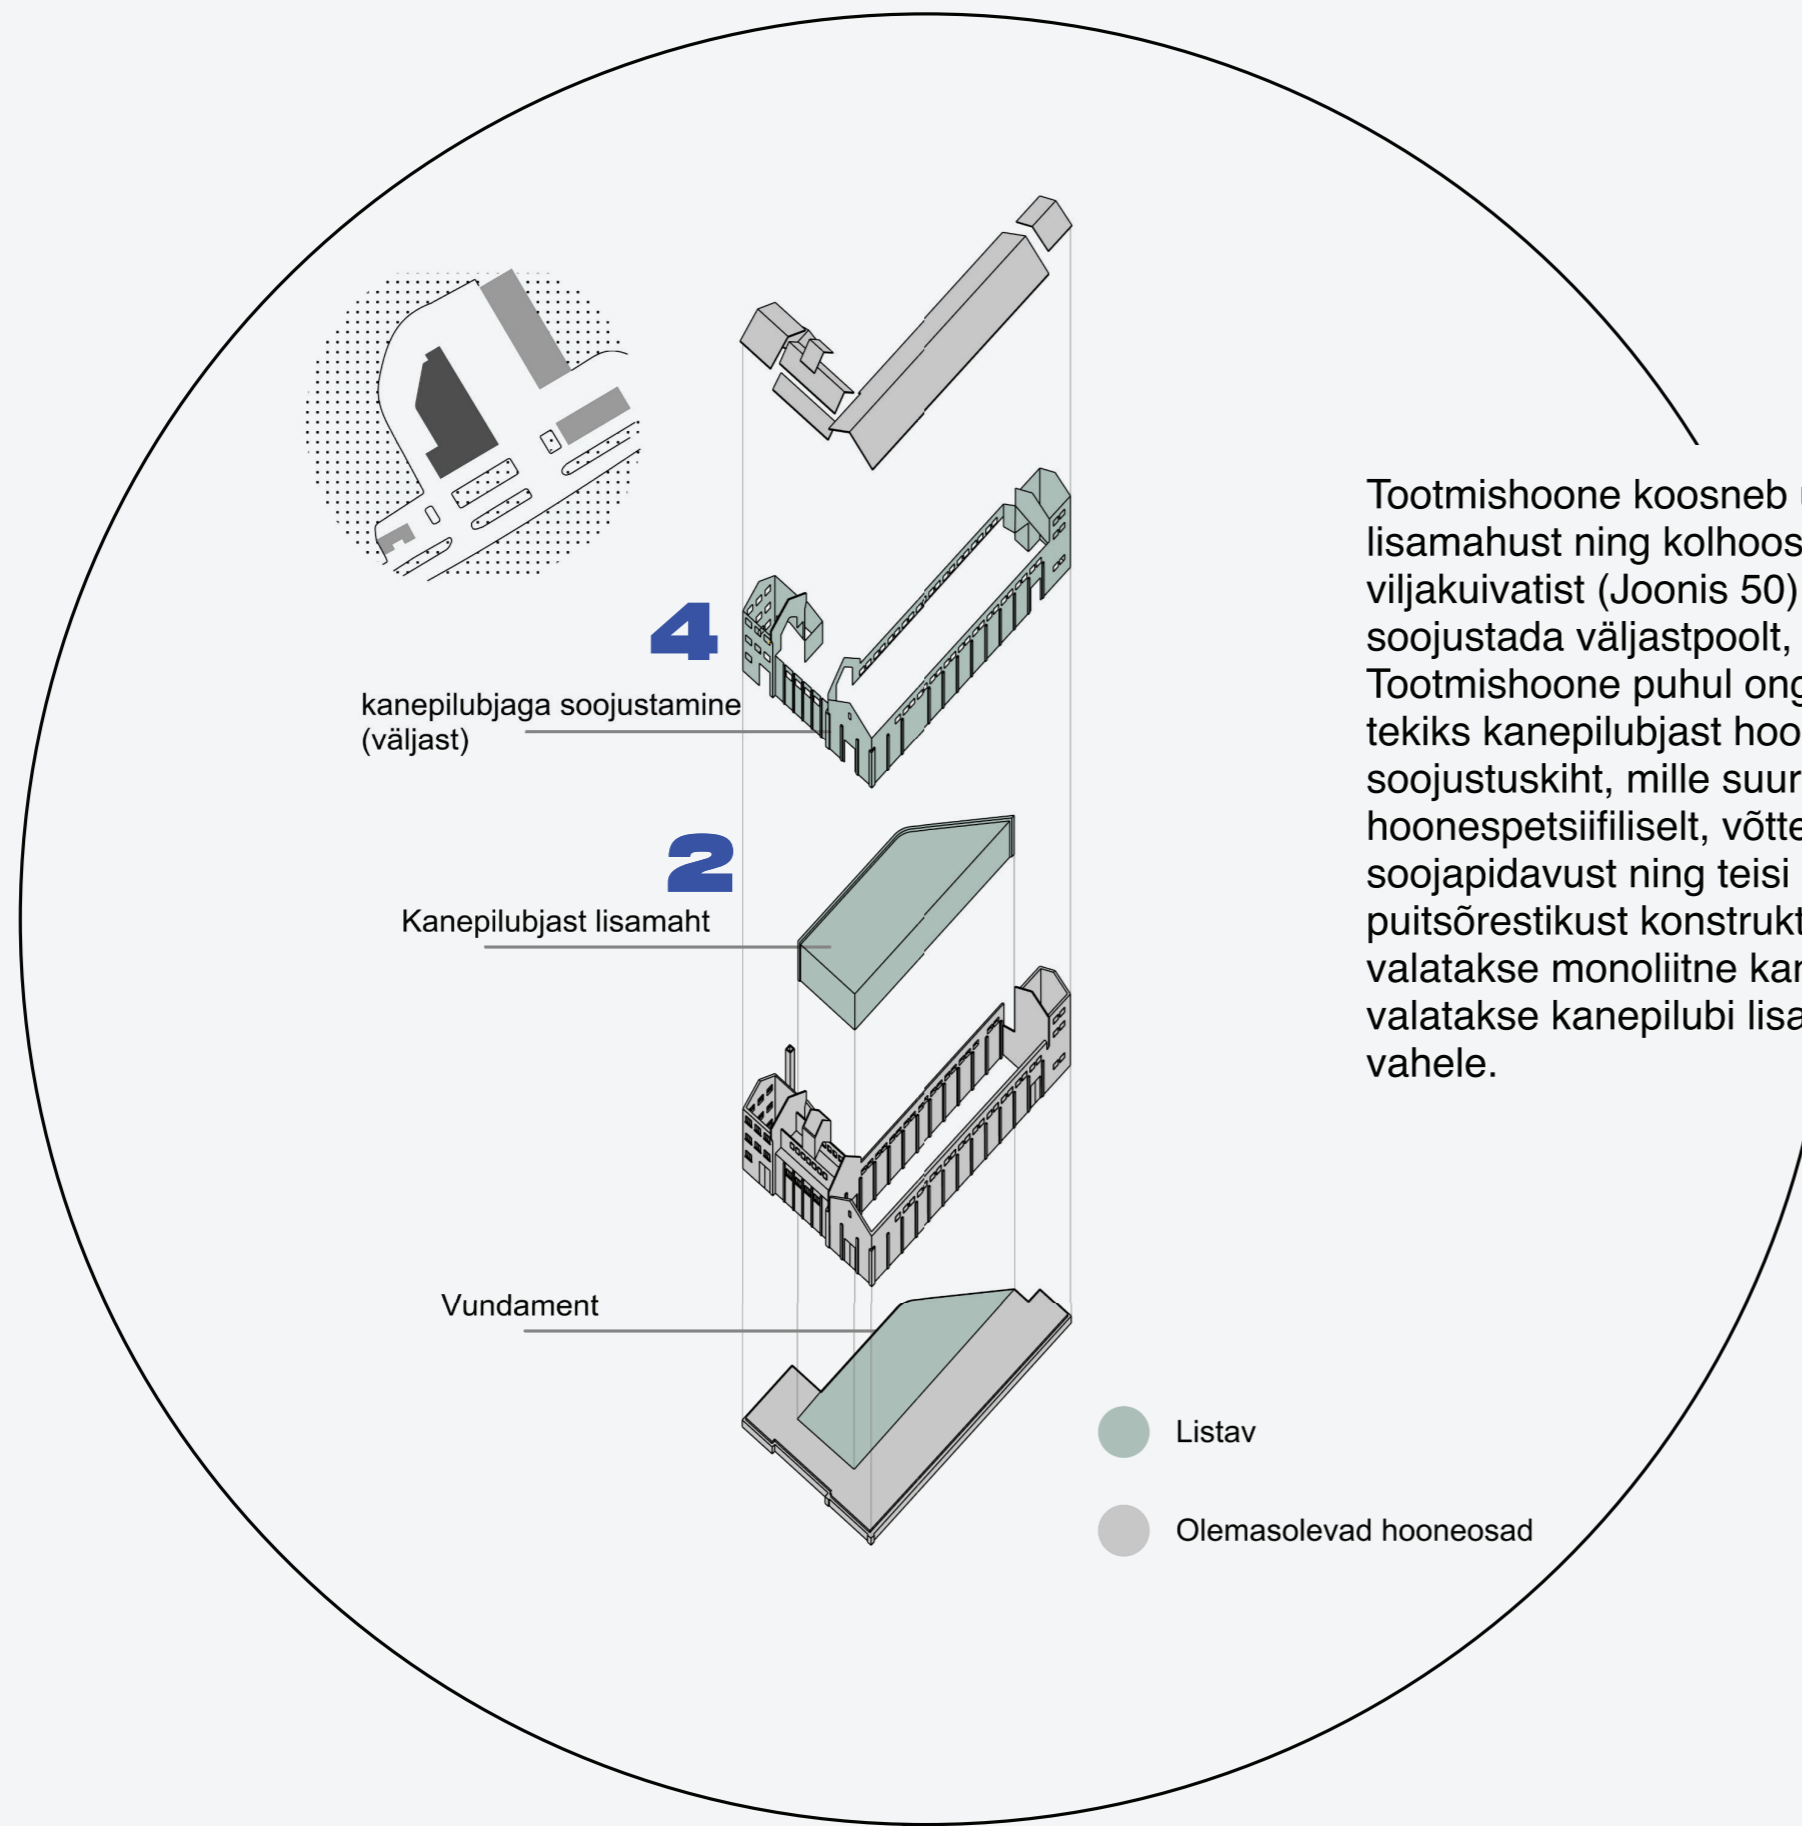 4
kanepilubjaga soojustamine
(väljast)
2
Kanepilubjast lisamaht
Vundament
Listav
Olemasolevad hooneosad
Tootmishoone koosneb
lisamahust ning kolhoos
viljakuivatist (Joonis 50)
soojustada väljastpoolt,
Tootmishoone puhul ong
tekiks kanepilubjast hoo
soojustuskiht, mille suur
hoonespetsiifiliselt, võtte
soojapidavust ning teisi
puitsõrestikust konstrukt
valatakse monoliitne kan
valatakse kanepilubi lisa
vahele.